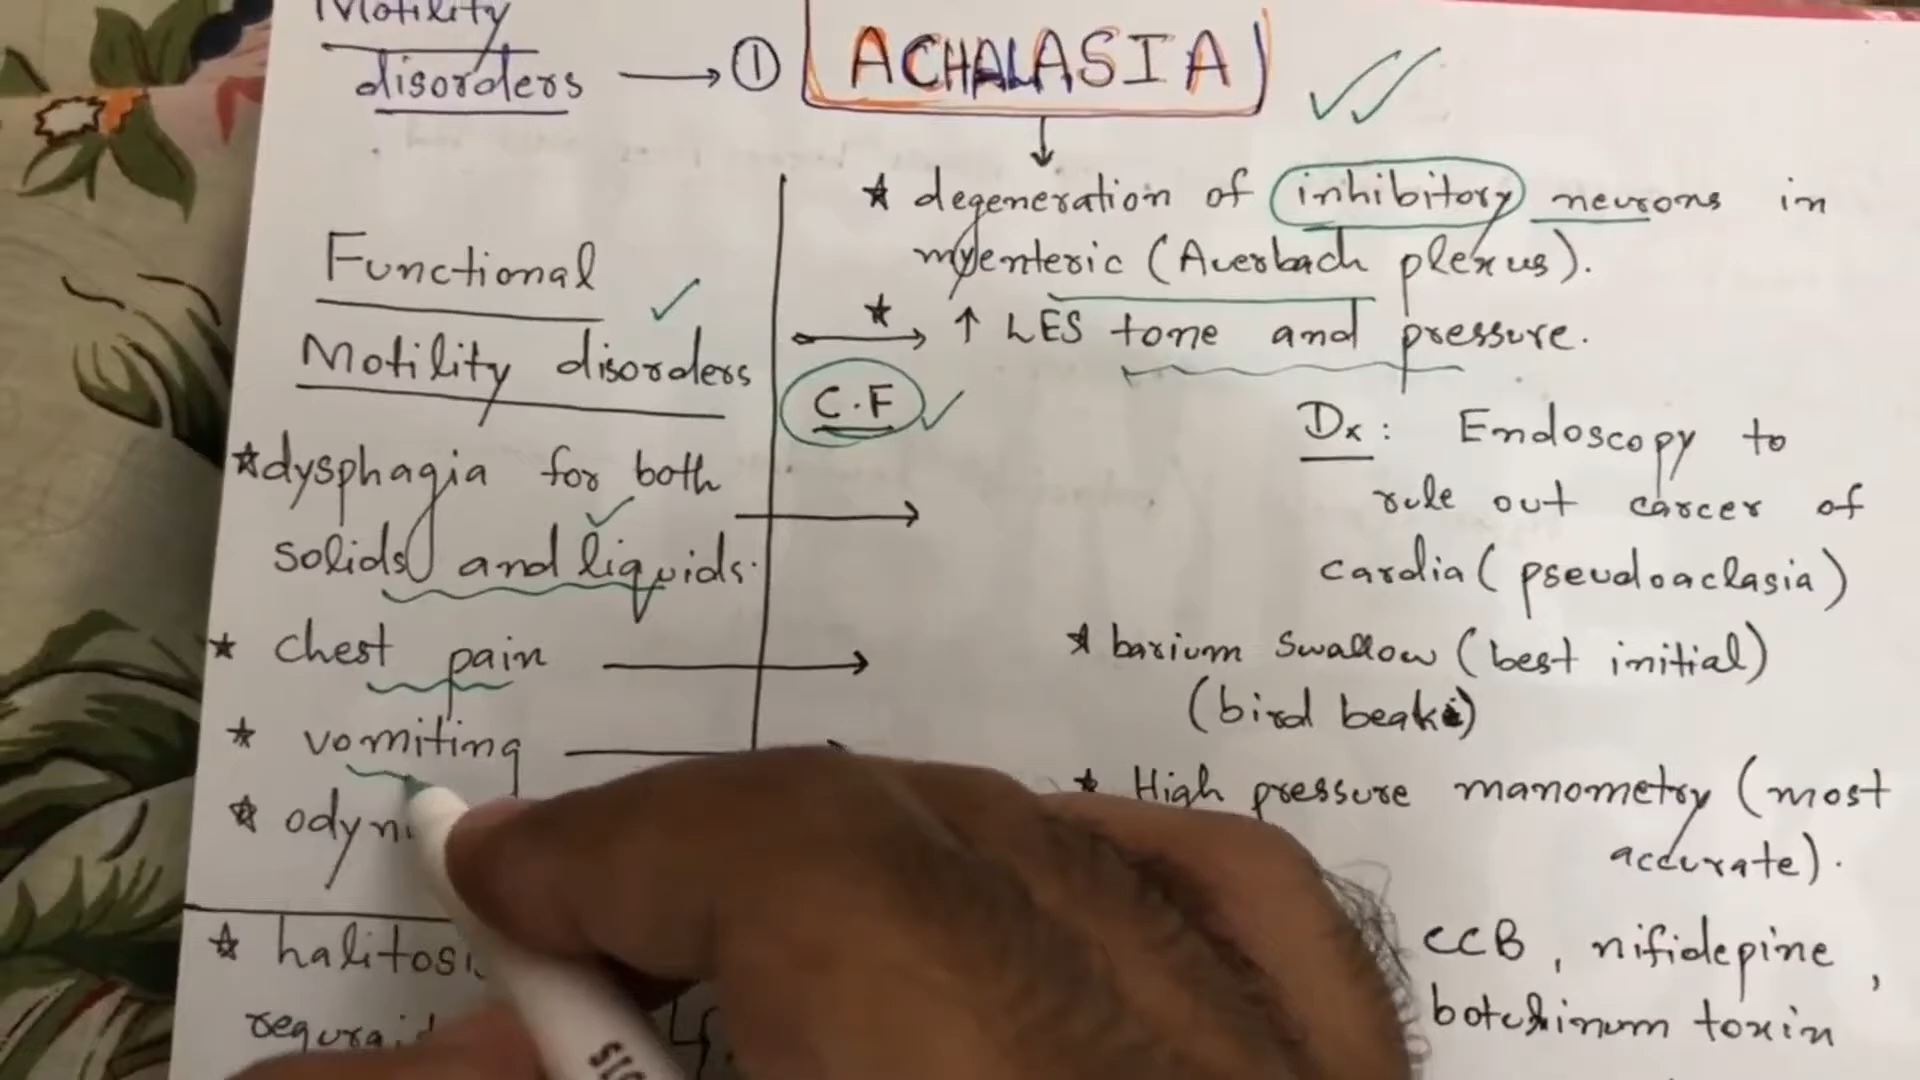 Motility
disorders → ① ACHALASIA
★ degeneration of inhibitory neurons in
myenteric (Auerbach plexus).
★ ↑ LES tone and pressure.
Functional
Motility disorders
C.F
★ dysphagia for both
solids and liquids.
★ chest pain
★ vomiting
★ halitosi
Dx: Endoscopy to
rule out carcer of
cardia (pseudoaclasia)
★ barium swallow (best initial)
(bird beak)
★ High pressure manometry (most
accurate).
CCB, nifidepine,
botulinum toxin